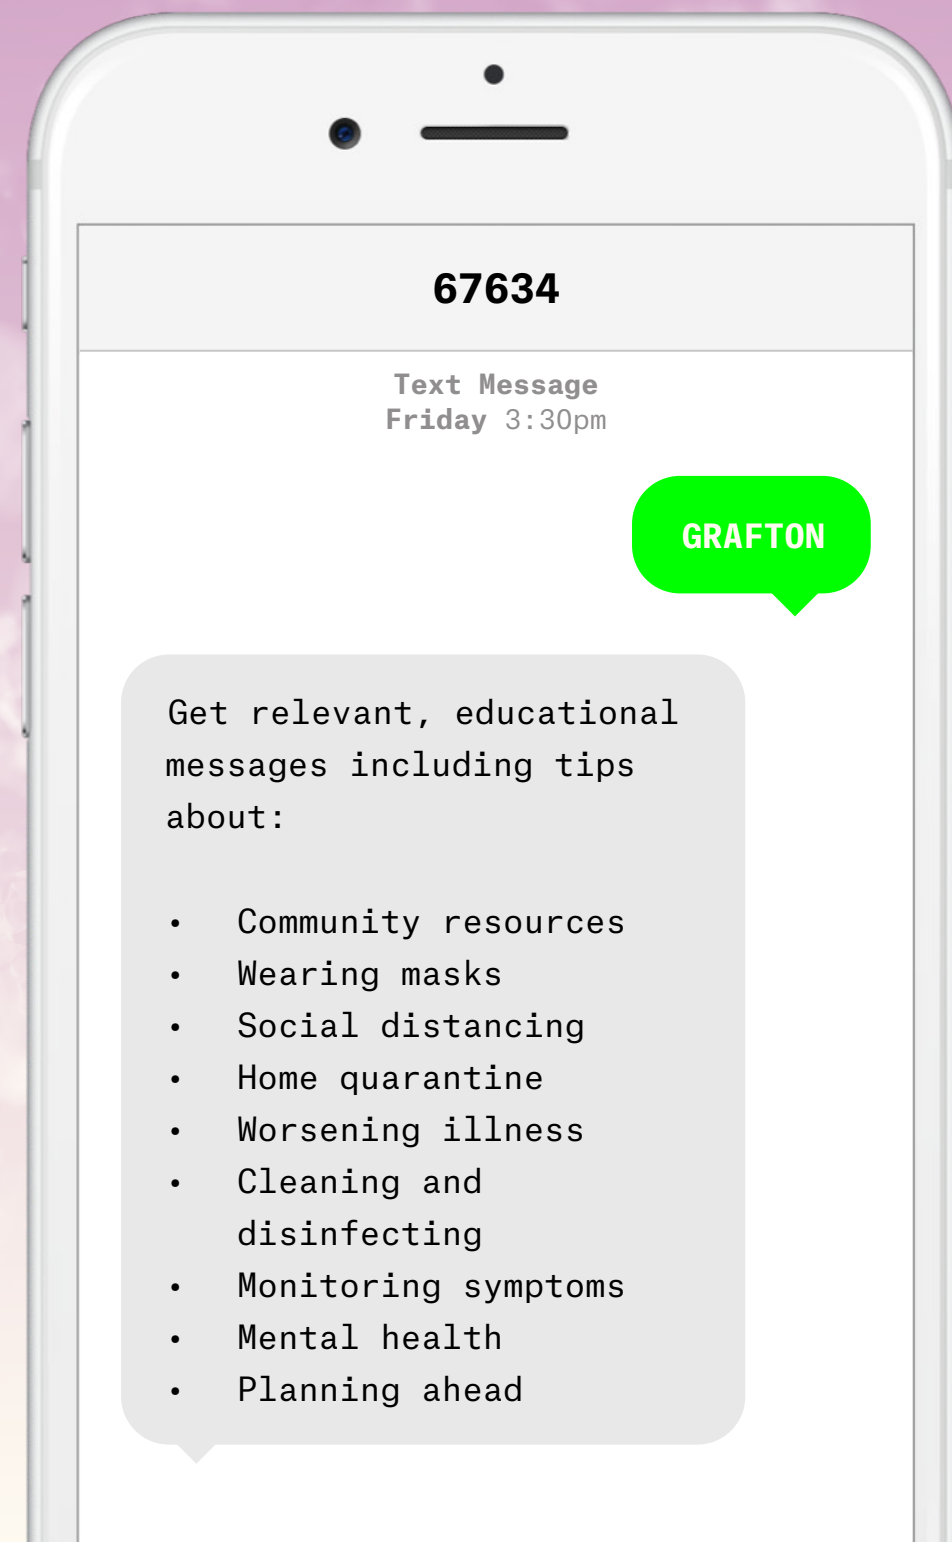 67634
Text Message
Friday 3:30pm
GRAFTON
Get relevant, educational
messages including tips
about:
• Community resources
• Wearing masks
• Social distancing
• Home quarantine
• Worsening illness
• Cleaning and
disinfecting
• Monitoring symptoms
• Mental health
• Planning ahead